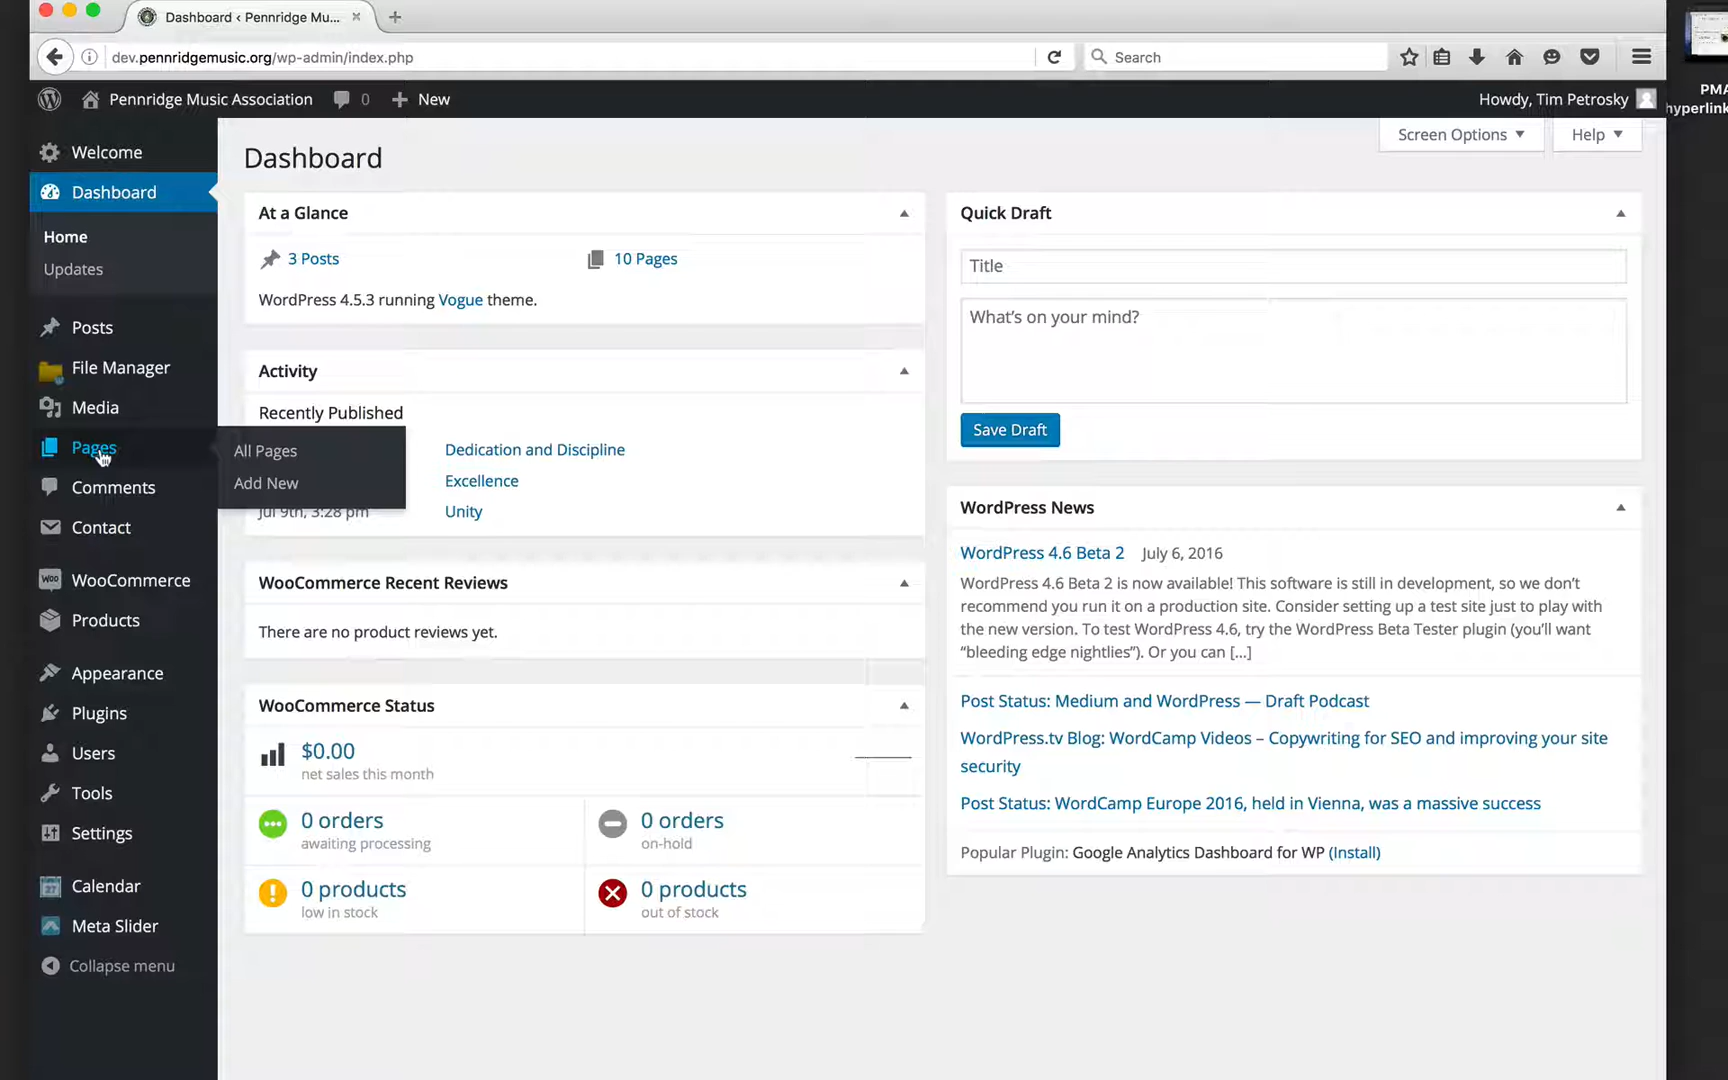 Dashboard ‹ Pennridge Mu...
dev.pennridgemusic.org/wp-admin/index.php
Search
PMA
hyperlink
Pennridge Music Association
0
New
Howdy, Tim Petrosky
Screen Options
Help
Welcome
Dashboard
Home
Updates
Posts
File Manager
Media
Pages
All Pages
Add New
Comments
Contact
WOO
WooCommerce
Products
Appearance
Plugins
Users
Tools
Settings
27
Calendar
Meta Slider
Collapse menu
Dashboard
At a Glance
3 Posts
10 Pages
WordPress 4.5.3 running Vogue theme.
Activity
Recently Published
Dedication and Discipline
Excellence
Jul 9th, 3:28 pm
Unity
WooCommerce Recent Reviews
There are no product reviews yet.
WooCommerce Status
$0.00
net sales this month
0 orders
awaiting processing
0 orders
on-hold
0 products
low in stock
0 products
out of stock
Quick Draft
Title
What's on your mind?
Save Draft
WordPress News
WordPress 4.6 Beta 2 July 6, 2016
WordPress 4.6 Beta 2 is now available! This software is still in development, so we don't
recommend you run it on a production site. Consider setting up a test site just to play with
the new version. To test WordPress 4.6, try the WordPress Beta Tester plugin (you'll want
“bleeding edge nightlies”). Or you can [...]
Post Status: Medium and WordPress — Draft Podcast
WordPress.tv Blog: WordCamp Videos – Copywriting for SEO and improving your site
security
Post Status: WordCamp Europe 2016, held in Vienna, was a massive success
Popular Plugin: Google Analytics Dashboard for WP (Install)